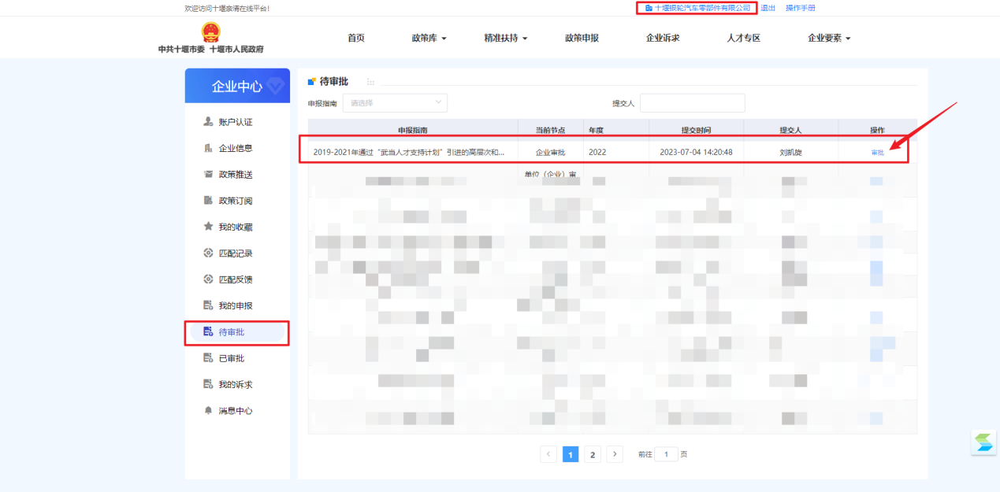 欢迎访问十堰亲清在线平台！
十堰银轮汽车零部件有限公司 退出 操作手册
中共十堰市委 十堰市人民政府
首页 政策库 精准扶持 政策申报 企业诉求 人才专区 企业要素
企业中心
账户认证
企业信息
政策推送
政策订阅
我的收藏
匹配记录
匹配反馈
我的申报
待审批
已审批
我的诉求
消息中心
待审批
申报指南 请选择 提交人
申报指南 当前节点 年度 提交时间 提交人 操作
2019-2021年通过“武当人才支持计划”引进的高层次和... 企业审批 2022 2023-07-04 14:20:48 刘凯旋 审批
单位（企业）审
1 2 前往 1 页